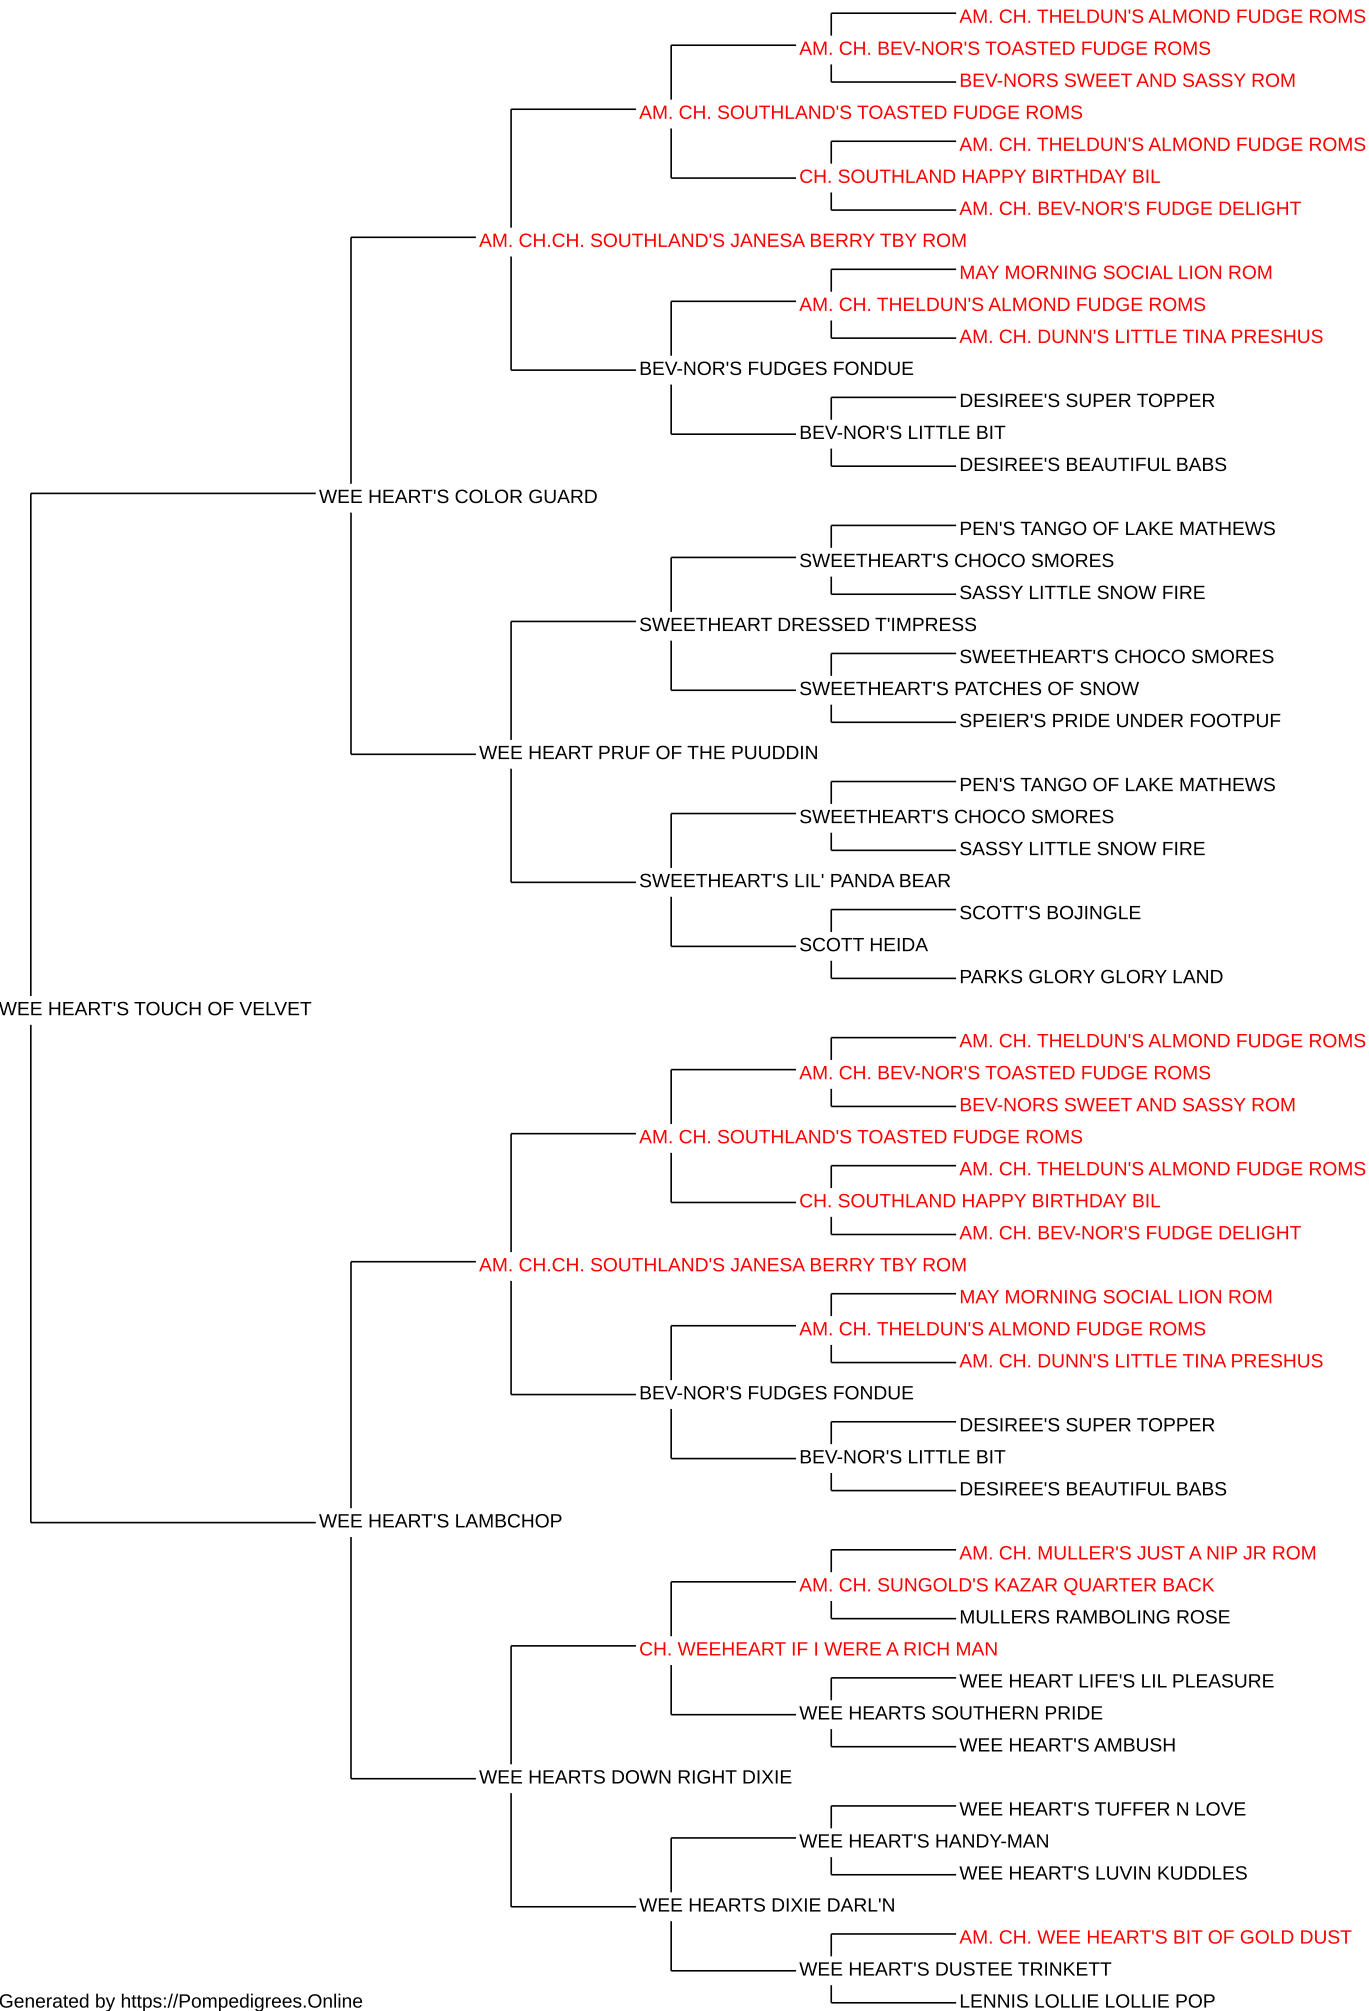 AM. CH. THELDUN'S ALMOND FUDGE ROMS
AM. CH. BEV-NOR'S TOASTED FUDGE ROMS
BEV-NORS SWEET AND SASSY ROM
AM. CH. SOUTHLAND'S TOASTED FUDGE ROMS
AM. CH. THELDUN'S ALMOND FUDGE ROMS
CH. SOUTHLAND HAPPY BIRTHDAY BIL
AM. CH. BEV-NOR'S FUDGE DELIGHT
AM. CH.CH. SOUTHLAND'S JANESA BERRY TBY ROM
MAY MORNING SOCIAL LION ROM
AM. CH. THELDUN'S ALMOND FUDGE ROMS
AM. CH. DUNN'S LITTLE TINA PRESHUS
BEV-NOR'S FUDGES FONDUE
DESIREE'S SUPER TOPPER
BEV-NOR'S LITTLE BIT
DESIREE'S BEAUTIFUL BABS
WEE HEART'S COLOR GUARD
PEN'S TANGO OF LAKE MATHEWS
SWEETHEART'S CHOCO SMORES
SASSY LITTLE SNOW FIRE
SWEETHEART DRESSED T'IMPRESS
SWEETHEART'S CHOCO SMORES
SWEETHEART'S PATCHES OF SNOW
SPEIER'S PRIDE UNDER FOOTPUF
WEE HEART PRUF OF THE PUUDDIN
PEN'S TANGO OF LAKE MATHEWS
SWEETHEART'S CHOCO SMORES
SASSY LITTLE SNOW FIRE
SWEETHEART'S LIL' PANDA BEAR
SCOTT'S BOJINGLE
SCOTT HEIDA
PARKS GLORY GLORY LAND
WEE HEART'S TOUCH OF VELVET
AM. CH. THELDUN'S ALMOND FUDGE ROMS
AM. CH. BEV-NOR'S TOASTED FUDGE ROMS
BEV-NORS SWEET AND SASSY ROM
AM. CH. SOUTHLAND'S TOASTED FUDGE ROMS
AM. CH. THELDUN'S ALMOND FUDGE ROMS
CH. SOUTHLAND HAPPY BIRTHDAY BIL
AM. CH. BEV-NOR'S FUDGE DELIGHT
AM. CH.CH. SOUTHLAND'S JANESA BERRY TBY ROM
MAY MORNING SOCIAL LION ROM
AM. CH. THELDUN'S ALMOND FUDGE ROMS
AM. CH. DUNN'S LITTLE TINA PRESHUS
BEV-NOR'S FUDGES FONDUE
DESIREE'S SUPER TOPPER
BEV-NOR'S LITTLE BIT
DESIREE'S BEAUTIFUL BABS
WEE HEART'S LAMBCHOP
AM. CH. MULLER'S JUST A NIP JR ROM
AM. CH. SUNGOLD'S KAZAR QUARTER BACK
MULLERS RAMBOLING ROSE
CH. WEEHEART IF I WERE A RICH MAN
WEE HEART LIFE'S LIL PLEASURE
WEE HEARTS SOUTHERN PRIDE
WEE HEART'S AMBUSH
WEE HEARTS DOWN RIGHT DIXIE
WEE HEART'S TUFFER N LOVE
WEE HEART'S HANDY-MAN
WEE HEART'S LUVIN KUDDLES
WEE HEARTS DIXIE DARL'N
AM. CH. WEE HEART'S BIT OF GOLD DUST
WEE HEART'S DUSTEE TRINKETT
LENNIS LOLLIE LOLLIE POP
Generated by https://Pompedigrees.Online